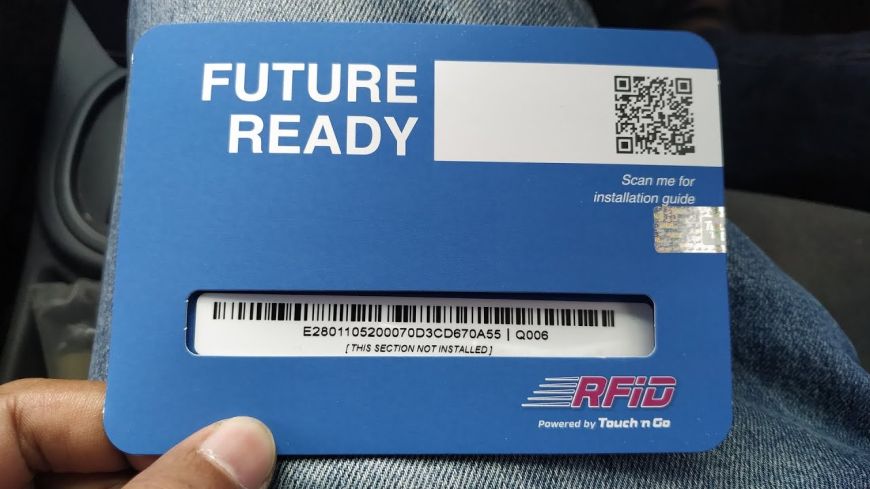 FUTURE
READY
Scan me for
installation guide
E2801105200070D3CD670A55 | Q006
[ THIS SECTION NOT INSTALLED ]
RFiD
Powered by Touch 'n Go